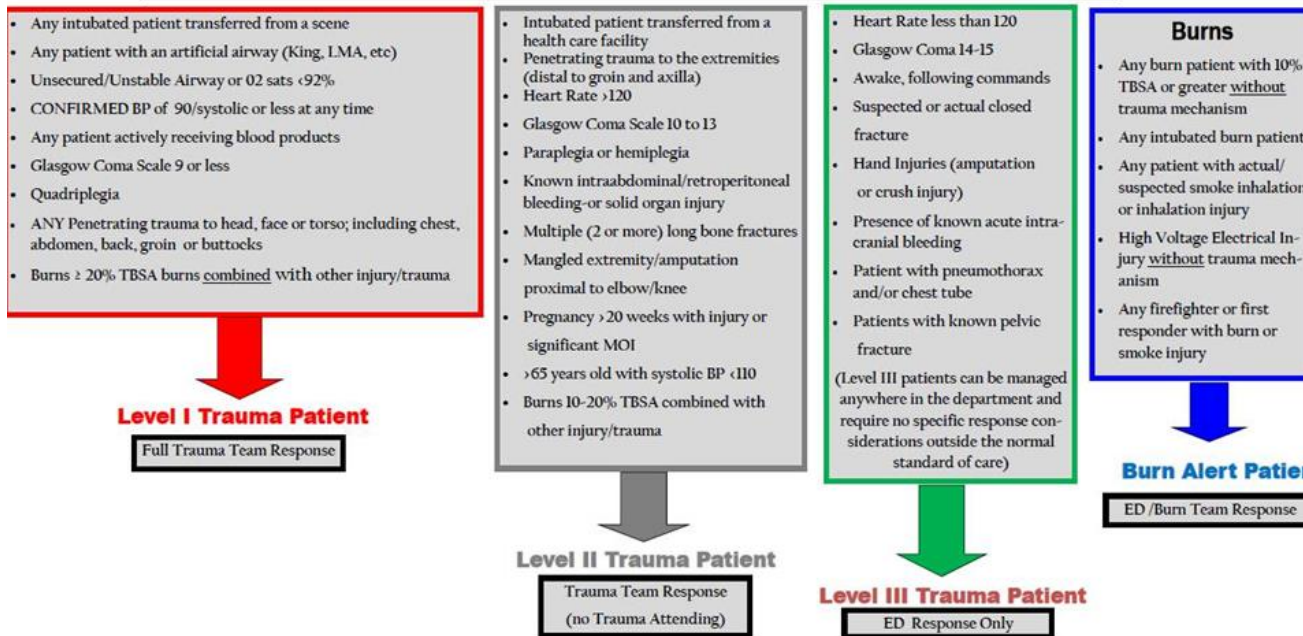 Any intubated patient transferred from a scene
Any patient with an artificial airway (King, LMA, etc)
Unsecured/Unstable Airway or 02 sats <92%
CONFIRMED BP of 90/systolic or less at any time
Any patient actively receiving blood products
Glasgow Coma Scale 9 or less
Quadriplegia
ANY Penetrating trauma to head, face or torso; including chest,
abdomen, back, groin or buttocks
Burns ≥ 20% TBSA burns combined with other injury/trauma
Level I Trauma Patient
Full Trauma Team Response
Intubated patient transferred from a
health care facility
Penetrating trauma to the extremities
(distal to groin and axilla)
Heart Rate >120
Glasgow Coma Scale 10 to 13
Paraplegia or hemiplegia
Known intraabdominal/retroperitoneal
bleeding-or solid organ injury
Multiple (2 or more) long bone fractures
Mangled extremity/amputation
proximal to elbow/knee
Pregnancy >20 weeks with injury or
significant MOI
>65 years old with systolic BP <110
Burns 10-20% TBSA combined with
other injury/trauma
Level II Trauma Patient
Trauma Team Response
(no Trauma Attending)
Heart Rate less than 120
Glasgow Coma 14-15
Awake, following commands
Suspected or actual closed
fracture
Hand Injuries (amputation
or crush injury)
Presence of known acute intra-
cranial bleeding
Patient with pneumothorax
and/or chest tube
Patients with known pelvic
fracture
(Level III patients can be managed
anywhere in the department and
require no specific response con-
siderations outside the normal
standard of care)
Level III Trauma Patient
ED Response Only
Burns
Any burn patient with 10%
TBSA or greater without
trauma mechanism
Any intubated burn patient
Any patient with actual/
suspected smoke inhalation
or inhalation injury
High Voltage Electrical In-
jury without trauma mech-
anism
Any firefighter or first
responder with burn or
smoke injury
Burn Alert Patie
ED /Burn Team Response